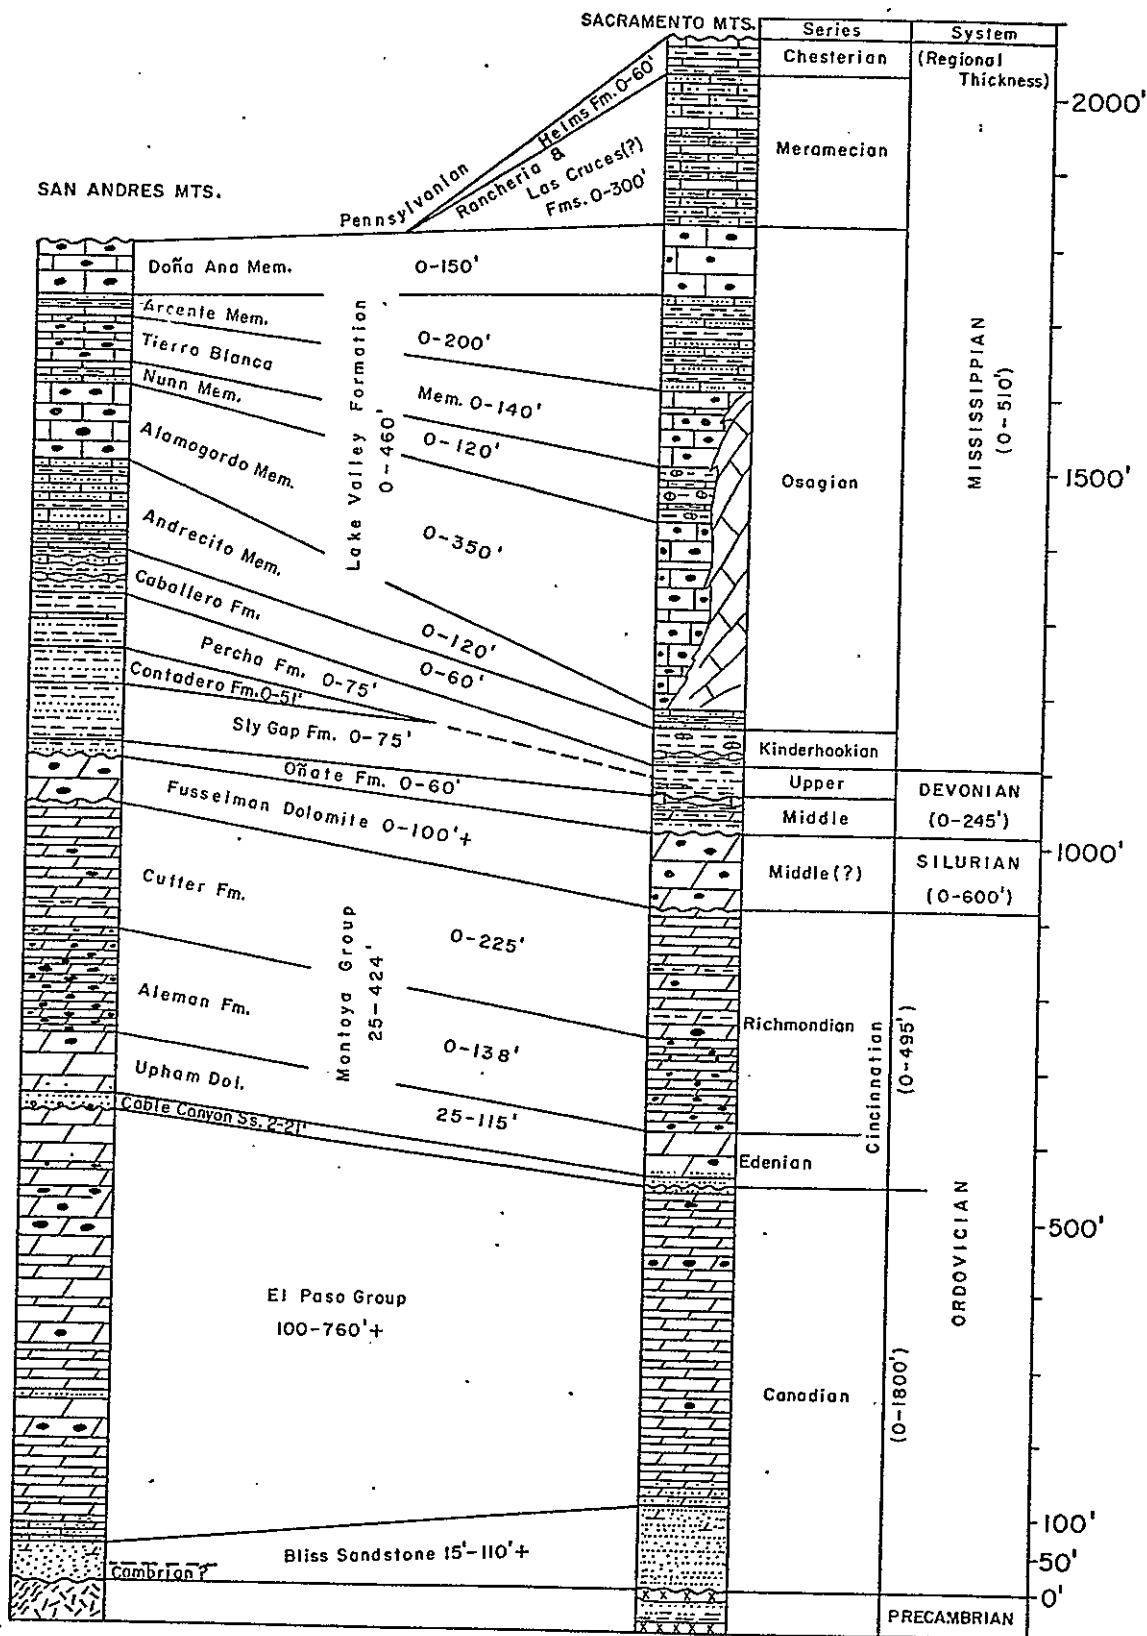 SACRAMENTO MTS.
Series
System
Chesterian
(Regional
Thickness)
2000'
Helms Fm. 0-60'
Rancheria &
Las Cruces(?)
Fms. 0-300'
Meramecian
Pennsylvanian
SAN ANDRES MTS.
Doña Ana Mem.
0-150'
Arcente Mem.
0-200'
Tierra Blanca
Mem. 0-140'
Nunn Mem.
0-120'
Alamogordo Mem.
0-350'
Lake Valley Formation
0-460'
Osagian
MISSISSIPPIAN
(0-510')
1500'
Andrecito Mem.
0-120'
Caballero Fm.
0-60'
Percha Fm. 0-75'
Contadero Fm. 0-51'
Sly Gap Fm. 0-75'
Oñate Fm. 0-60'
Fusselman Dolomite 0-100'+
Kinderhookian
Upper
DEVONIAN
Middle
(0-245')
1000'
Middle(?)
SILURIAN
(0-600')
Cutter Fm.
0-225'
Montoya Group
25-424'
Aleman Fm.
0-138'
Upham Dol.
25-115'
Cable Canyon Ss. 2-21'
Richmondian
Edenian
Cincinnatian
(0-495')
500'
ORDOVICIAN
El Paso Group
100-760'+
Canadian
(0-1800')
100'
Bliss Sandstone 15'-110'+
50'
Cambrian?
0'
PRECAMBRIAN